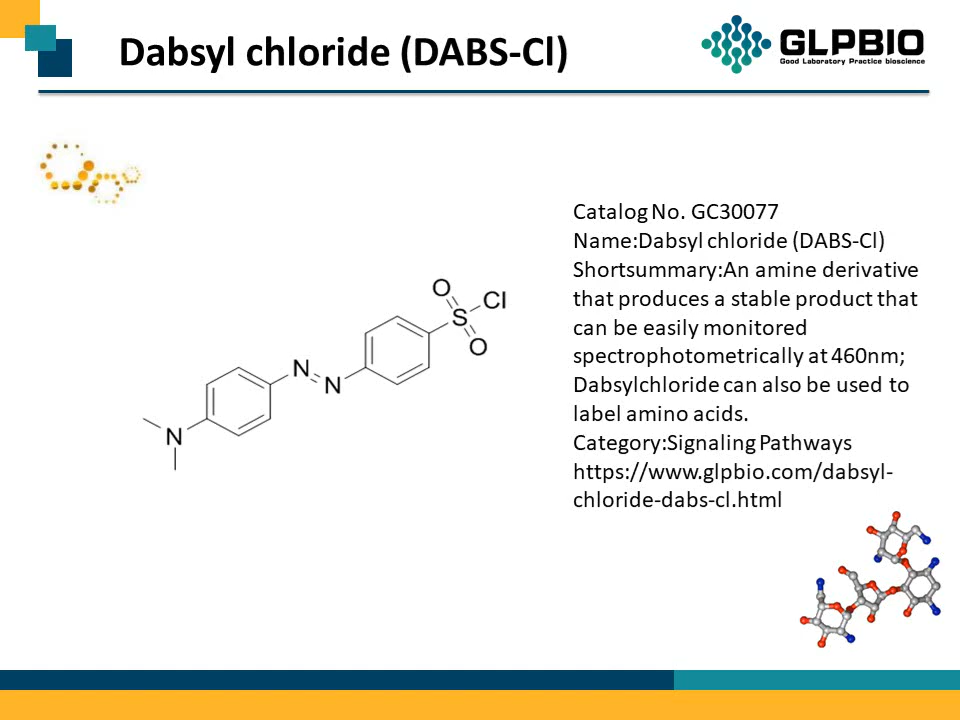 Dabsyl chloride (DABS-Cl)
GLPBIO
Good Laboratory Practice bioscience
Catalog No. GC30077
Name:Dabsyl chloride (DABS-Cl)
Shortsummary:An amine derivative
that produces a stable product that
can be easily monitored
spectrophotometrically at 460nm;
Dabsylchloride can also be used to
label amino acids.
Category:Signaling Pathways
https://www.glpbio.com/dabsyl-
chloride-dabs-cl.html
O
Cl
S
O
N
N
N